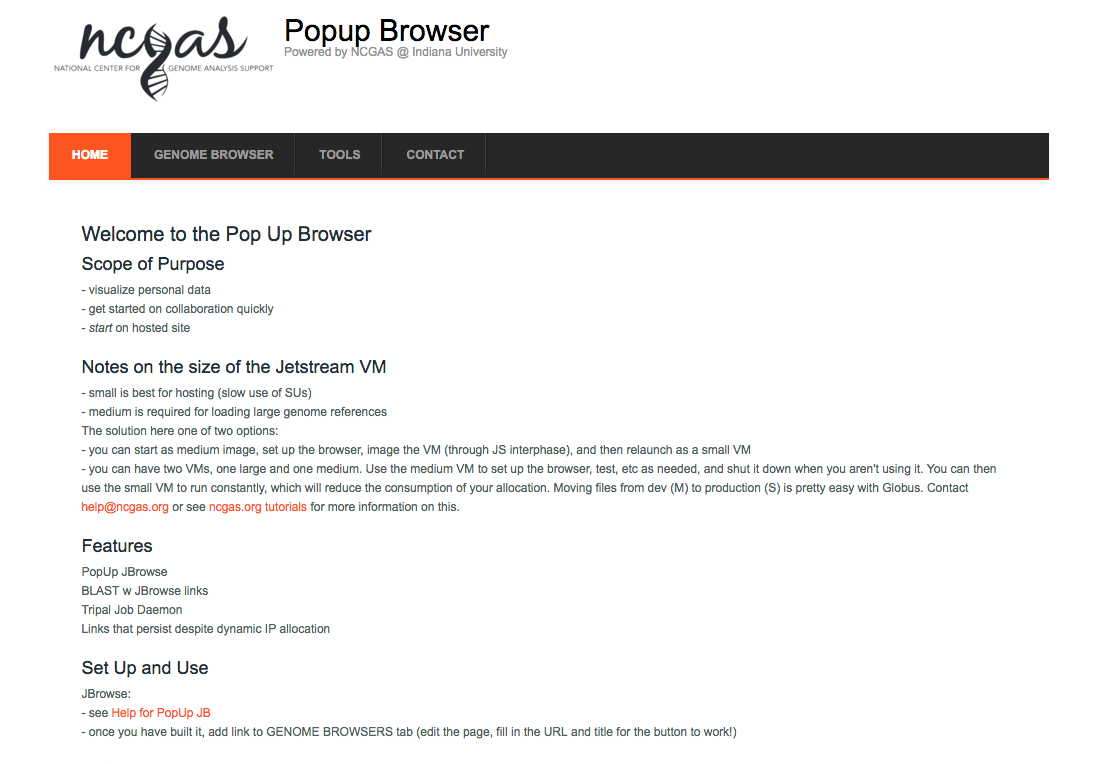 ncgas
NATIONAL CENTER FOR GENOME ANALYSIS SUPPORT
Popup Browser
Powered by NCGAS @ Indiana University
HOME GENOME BROWSER TOOLS CONTACT
Welcome to the Pop Up Browser
Scope of Purpose
- visualize personal data
- get started on collaboration quickly
- start on hosted site
Notes on the size of the Jetstream VM
- small is best for hosting (slow use of SUs)
- medium is required for loading large genome references
The solution here one of two options:
- you can start as medium image, set up the browser, image the VM (through JS interphase), and then relaunch as a small VM
- you can have two VMs, one large and one medium. Use the medium VM to set up the browser, test, etc as needed, and shut it down when you aren't using it. You can then
use the small VM to run constantly, which will reduce the consumption of your allocation. Moving files from dev (M) to production (S) is pretty easy with Globus. Contact
help@ncgas.org or see ncgas.org tutorials for more information on this.
Features
PopUp JBrowse
BLAST w JBrowse links
Tripal Job Daemon
Links that persist despite dynamic IP allocation
Set Up and Use
JBrowse:
- see Help for PopUp JB
- once you have built it, add link to GENOME BROWSERS tab (edit the page, fill in the URL and title for the button to work!)